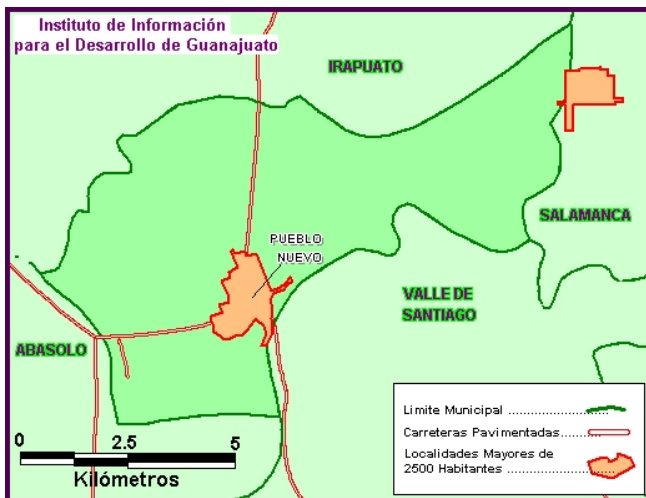 Instituto de Información
para el Desarrollo de Guanajuato
IRAPUATO
SALAMANCA
PUEBLO
NUEVO
VALLE DE
SANTIAGO
ABASOLO
Limite Municipal ....................
Carreteras Pavimentadas.......
Localidades Mayores de
2500 Habitantes ....................
0 2.5 5
Kilómetros